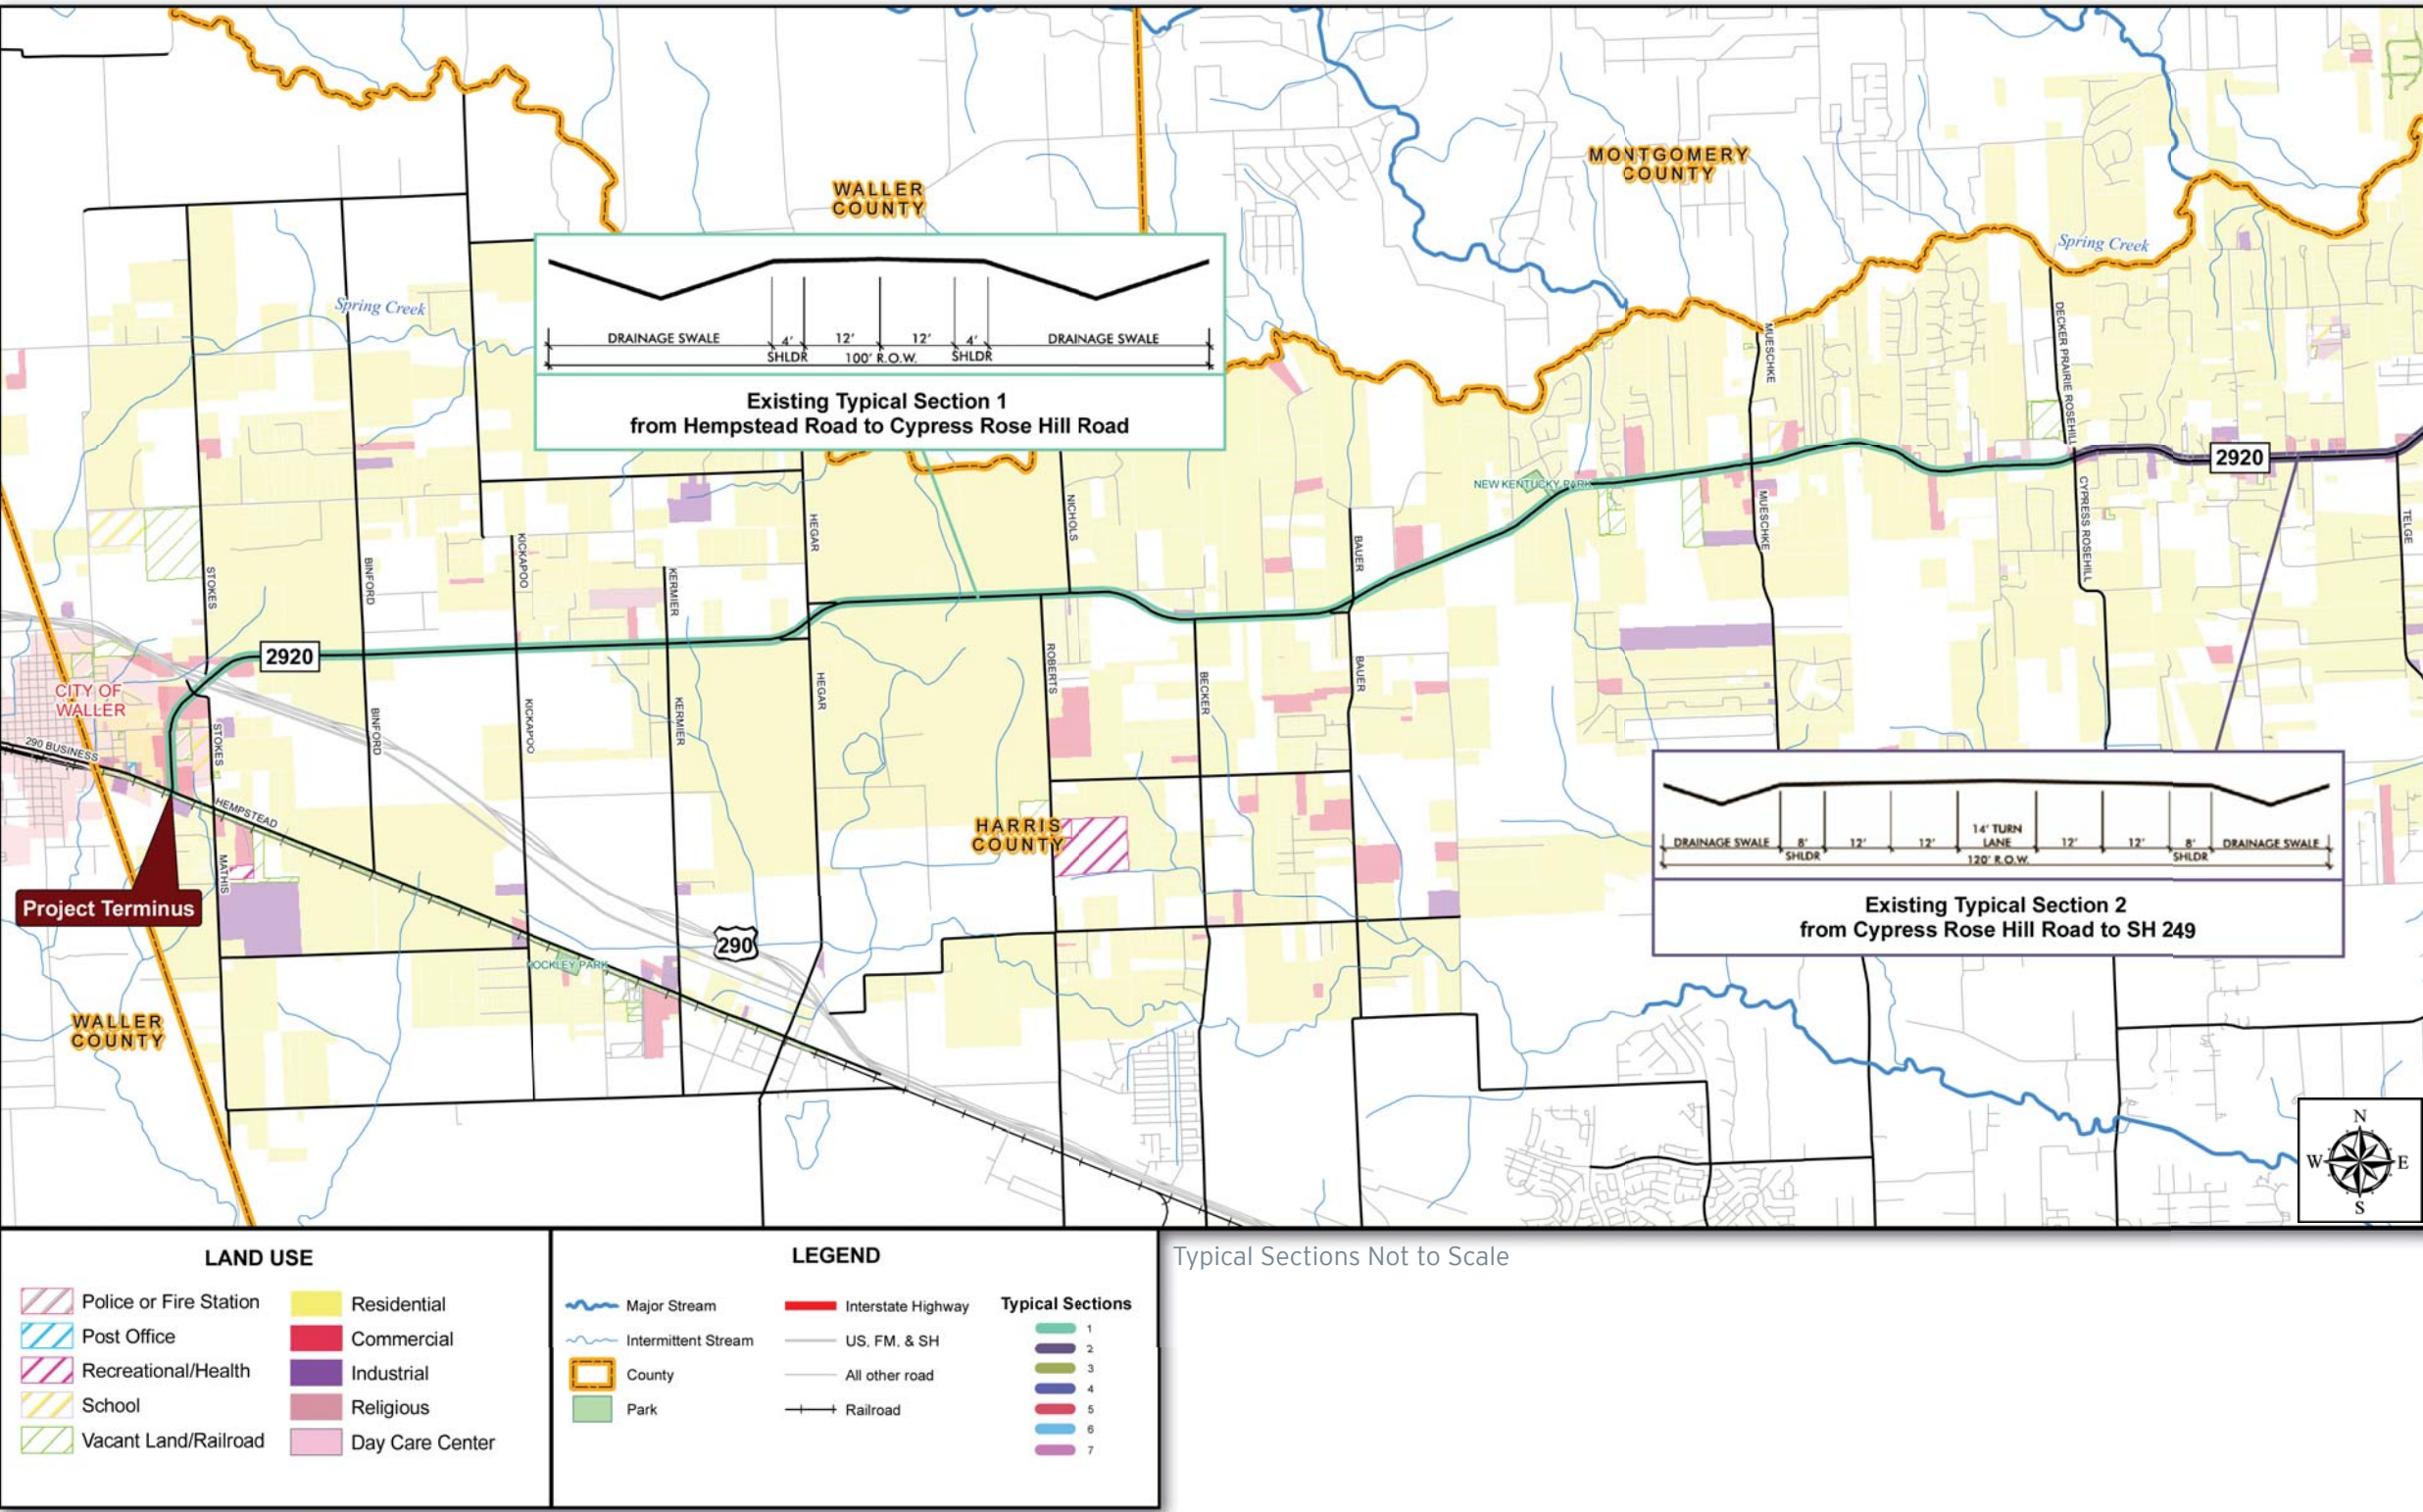 WALLER
COUNTY
MONTGOMERY
COUNTY
Spring Creek
Spring Creek
DRAINAGE SWALE
4'
12'
12'
4'
DRAINAGE SWALE
SHLDR
100' R.O.W.
SHLDR
Existing Typical Section 1
from Hempstead Road to Cypress Rose Hill Road
MUESCHKE
DECKER PRAIRIE ROSEHILL
2920
NEW KENTUCKY PARK
NICHOLS
HEGAR
KICKAPOO
BINFORD
STOKES
KERMIER
BAUER
MUESCHKE
CYPRESS ROSEHILL
TELGE
2920
CITY OF
WALLER
290 BUSINESS
STOKES
BINFORD
KICKAPOO
KERMIER
HEGAR
ROBERTS
BECKER
BAUER
HEMPSTEAD
MATHIS
HARRIS
COUNTY
Project Terminus
290
HOCKLEY PARK
WALLER
COUNTY
DRAINAGE SWALE
8'
12'
12'
14' TURN
LANE
12'
12'
8'
DRAINAGE SWALE
SHLDR
120' R.O.W.
SHLDR
Existing Typical Section 2
from Cypress Rose Hill Road to SH 249
N
W
E
S
LAND USE
Police or Fire Station
Post Office
Recreational/Health
School
Vacant Land/Railroad
Residential
Commercial
Industrial
Religious
Day Care Center
LEGEND
Major Stream
Intermittent Stream
County
Park
Interstate Highway
US, FM, & SH
All other road
Railroad
Typical Sections
1
2
3
4
5
6
7
Typical Sections Not to Scale